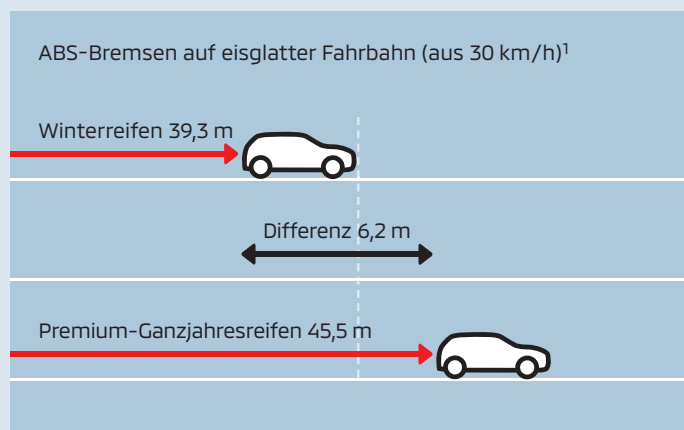 ABS-Bremsen auf eisglatter Fahrbahn (aus 30 km/h)¹
Winterreifen 39,3 m
Differenz 6,2 m
Premium-Ganzjahresreifen 45,5 m